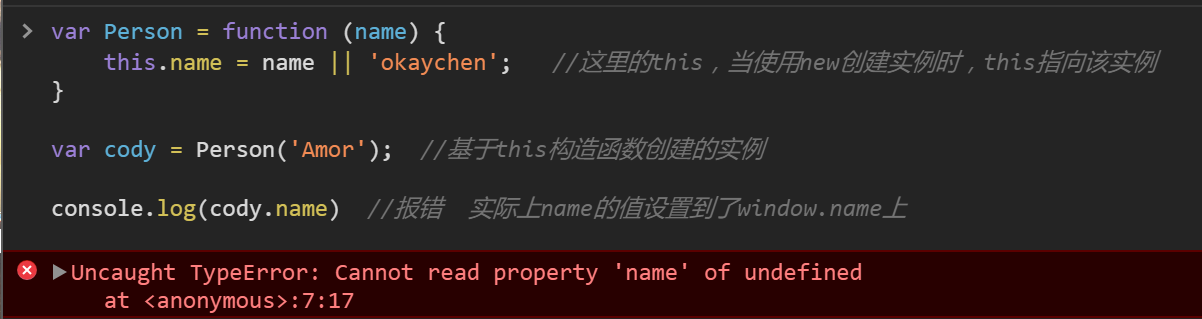 var Person = function (name) {
this.name = name || 'okaychen';   //这里的this，当使用new创建实例时，this指向该实例
}
var cody = Person('Amor');  //基于this构造函数创建的实例
console.log(cody.name)  //报错  实际上name的值设置到了window.name上
Uncaught TypeError: Cannot read property 'name' of undefined
at <anonymous>:7:17